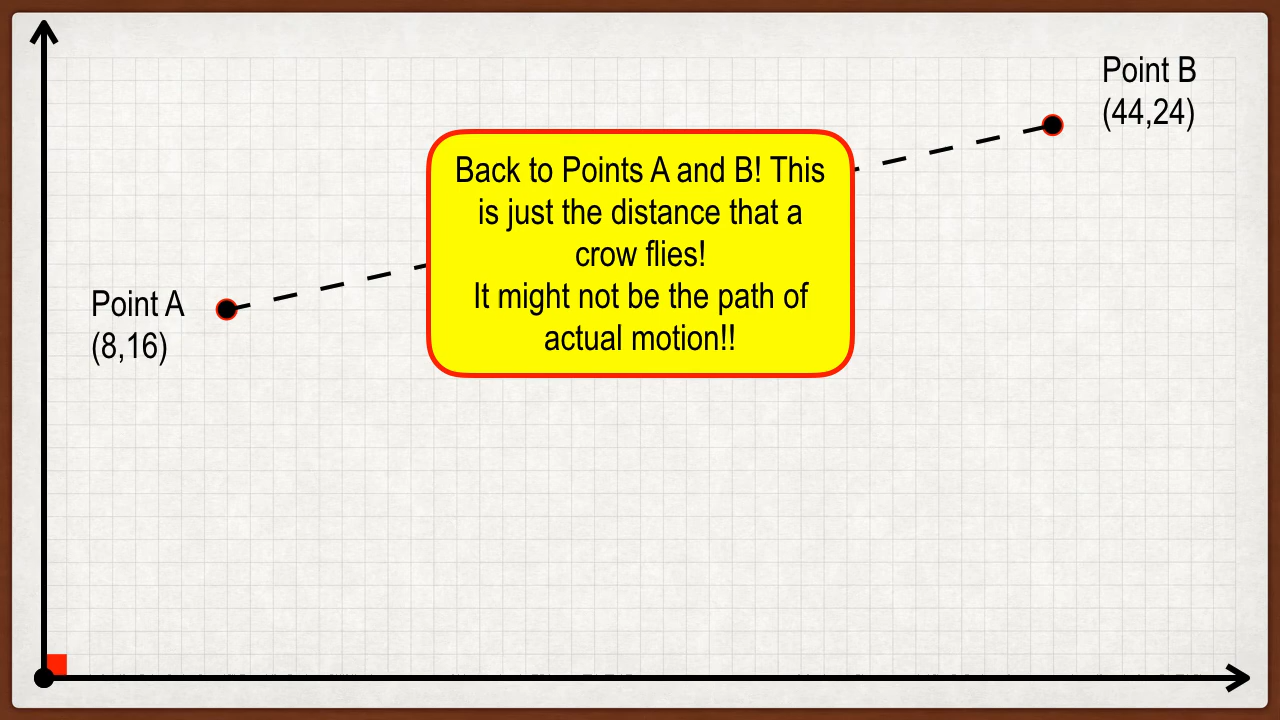 Point B
(44,24)
Back to Points A and B! This
is just the distance that a
crow flies!
It might not be the path of
actual motion!!
Point A
(8,16)